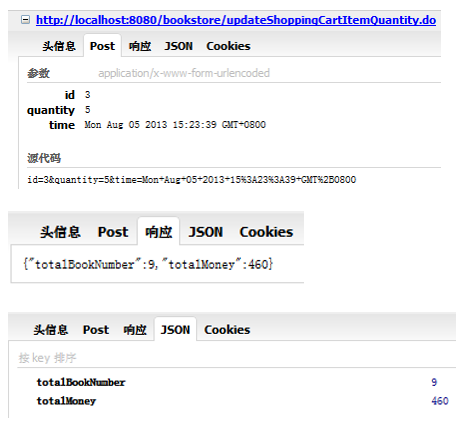 http://localhost:8080/bookstore/updateShoppingCartItemQuantity.do
头信息 Post 响应 JSON Cookies
参数 application/x-www-form-urlencoded
id 3
quantity 5
time Mon Aug 05 2013 15:23:39 GMT+0800
源代码
id=3&quantity=5&time=Mon+Aug+05+2013+15%3A23%3A39+GMT%2B0800
头信息 Post 响应 JSON Cookies
{"totalBookNumber":9,"totalMoney":460}
头信息 Post 响应 JSON Cookies
按 key 排序
totalBookNumber 9
totalMoney 460